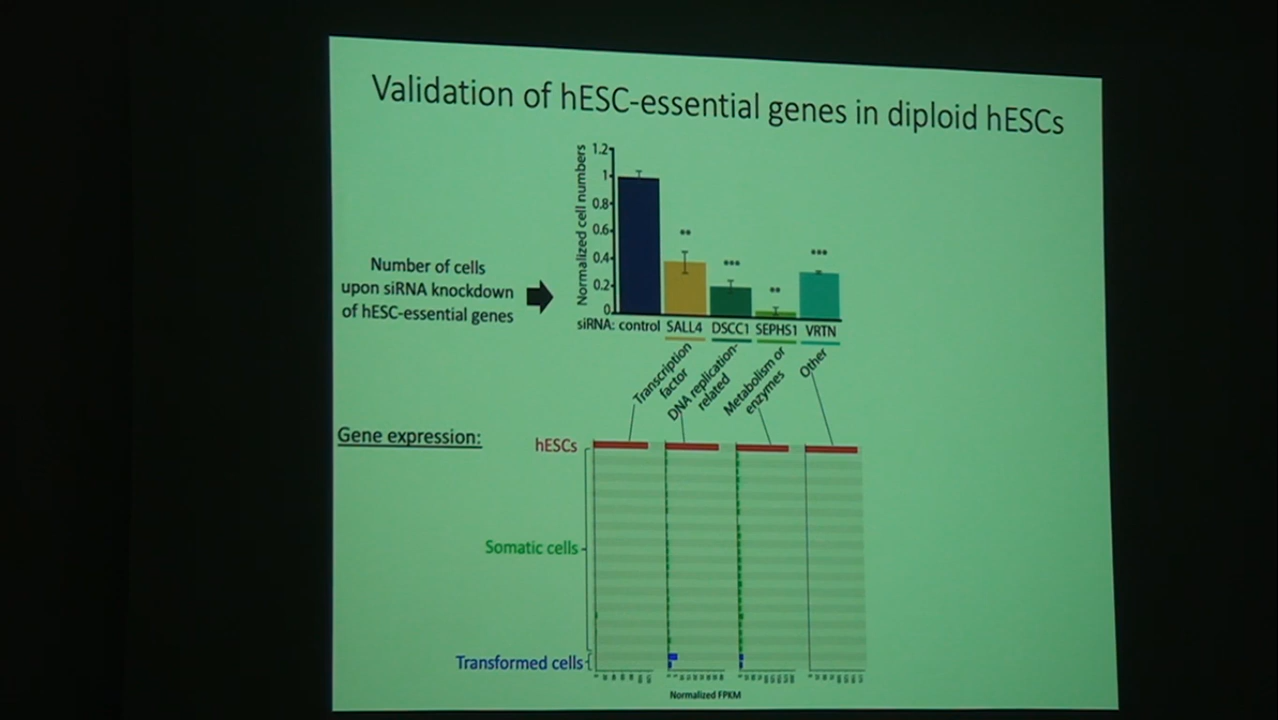 Validation of hESC-essential genes in diploid hESCs
Normalized cell numbers
1.2
1
0.8
0.6
0.4
0.2
0
**
***
**
***
Number of cells
upon siRNA knockdown
of hESC-essential genes
siRNA: control SALL4 DSCC1 SEPHS1 VRTN
Transcription
factor
DNA replication-
related
Metabolism or
enzymes
Other
Gene expression:
hESCs
Somatic cells
Transformed cells
Normalized FPKM